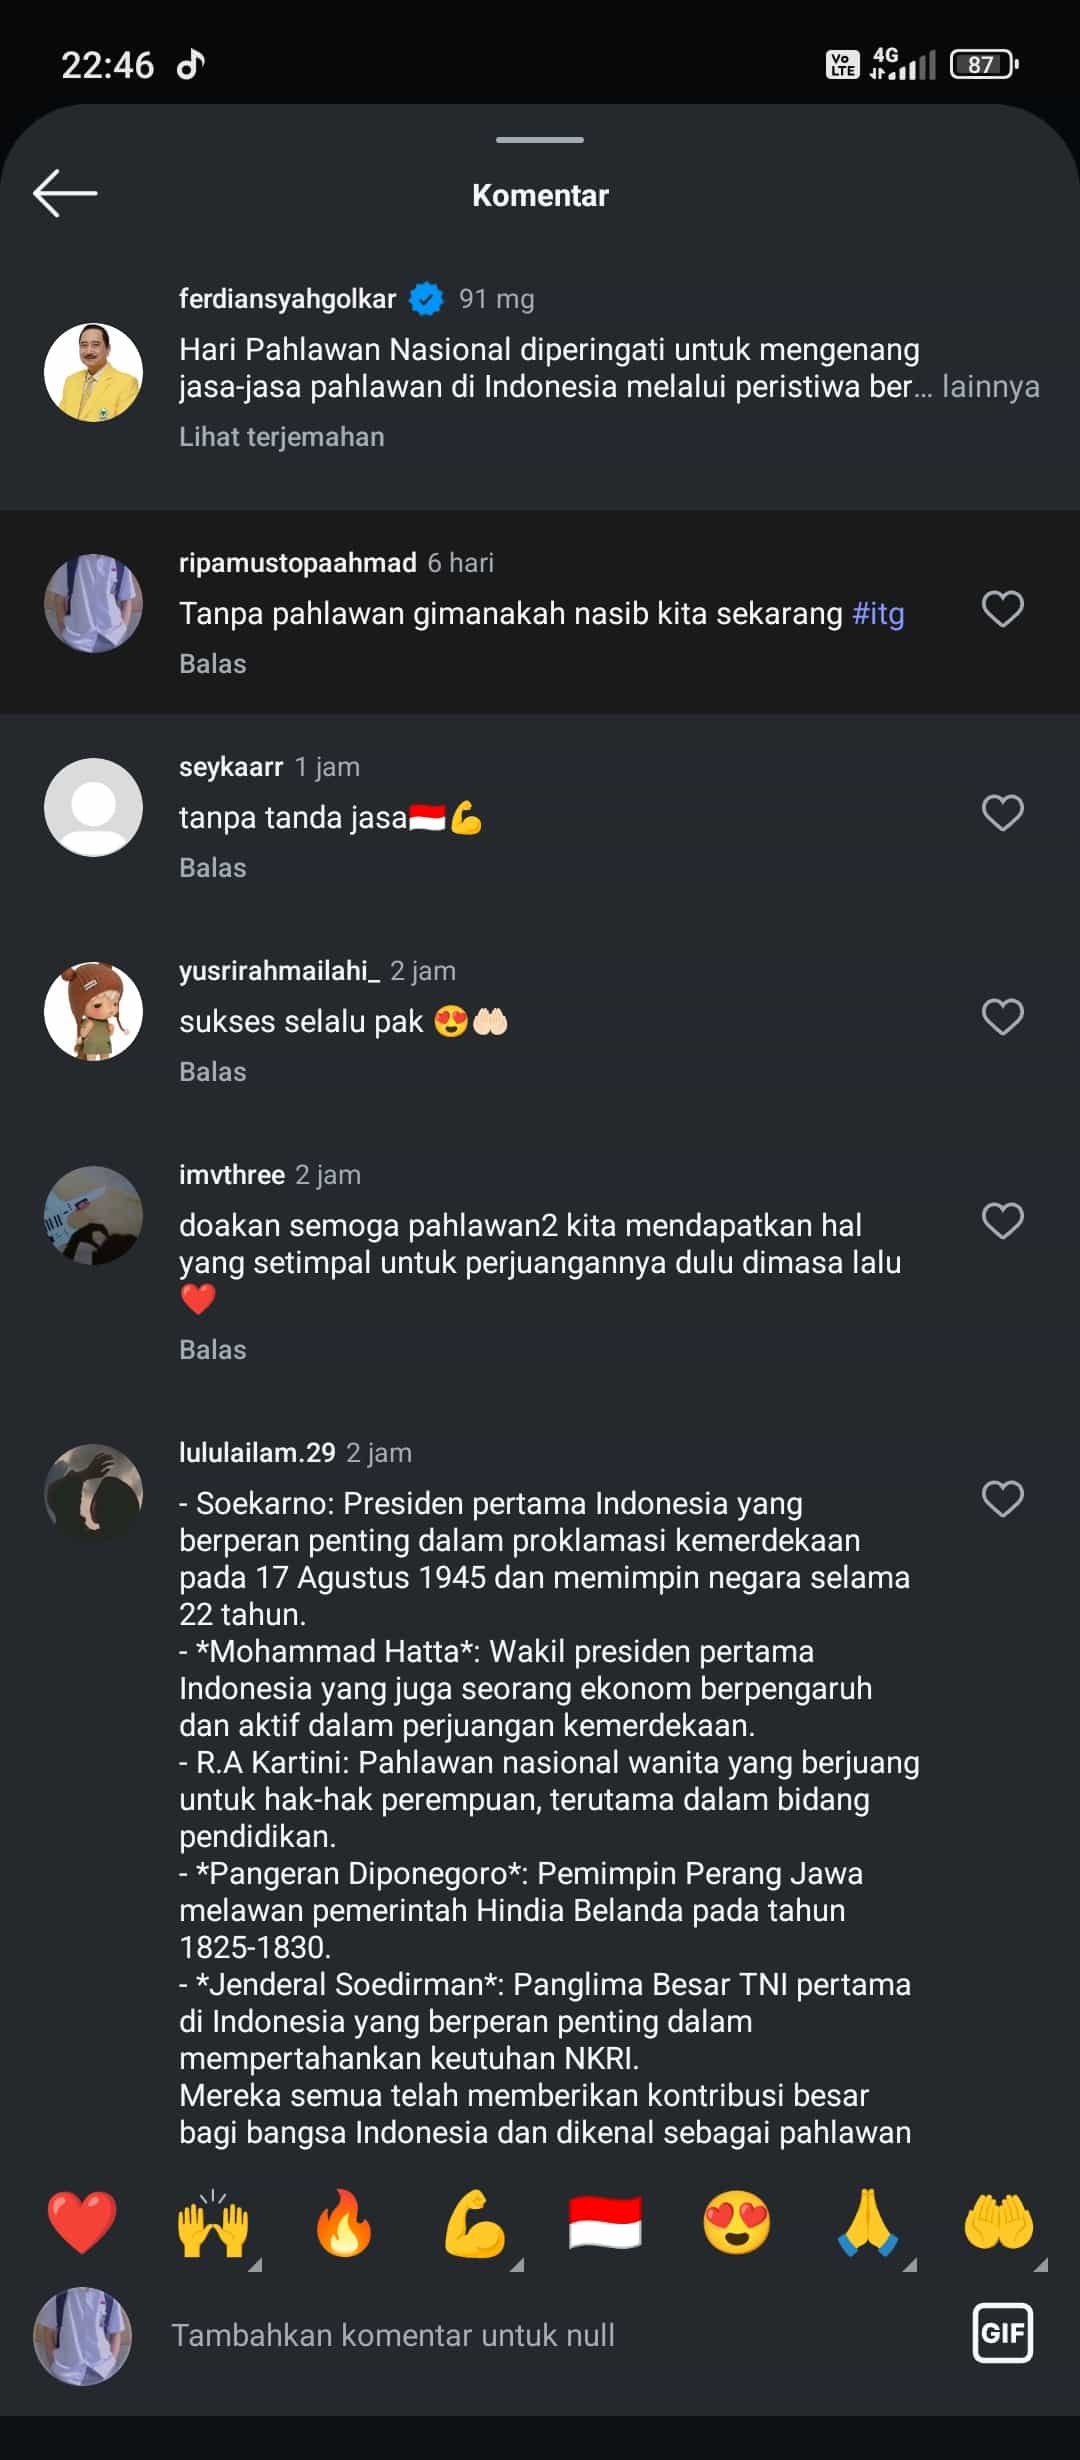 22:46
Vo LTE 4G 87
Komentar
ferdiansyahgolkar 91 mg
Hari Pahlawan Nasional diperingati untuk mengenang
jasa-jasa pahlawan di Indonesia melalui peristiwa ber... lainnya
Lihat terjemahan
ripamustopaahmad 6 hari
Tanpa pahlawan gimanakah nasib kita sekarang #itg
Balas
seykaarr 1 jam
tanpa tanda jasa🇮🇩💪
Balas
yusrirahmailahi_ 2 jam
sukses selalu pak 😍🤲🏻
Balas
imvthree 2 jam
doakan semoga pahlawan2 kita mendapatkan hal
yang setimpal untuk perjuangannya dulu dimasa lalu
❤️
Balas
lululailam.29 2 jam
- Soekarno: Presiden pertama Indonesia yang
berperan penting dalam proklamasi kemerdekaan
pada 17 Agustus 1945 dan memimpin negara selama
22 tahun.
- *Mohammad Hatta*: Wakil presiden pertama
Indonesia yang juga seorang ekonom berpengaruh
dan aktif dalam perjuangan kemerdekaan.
- R.A Kartini: Pahlawan nasional wanita yang berjuang
untuk hak-hak perempuan, terutama dalam bidang
pendidikan.
- *Pangeran Diponegoro*: Pemimpin Perang Jawa
melawan pemerintah Hindia Belanda pada tahun
1825-1830.
- *Jenderal Soedirman*: Panglima Besar TNI pertama
di Indonesia yang berperan penting dalam
mempertahankan keutuhan NKRI.
Mereka semua telah memberikan kontribusi besar
bagi bangsa Indonesia dan dikenal sebagai pahlawan
❤️🙌🔥💪🇮🇩😍🙏🤲
Tambahkan komentar untuk null
GIF